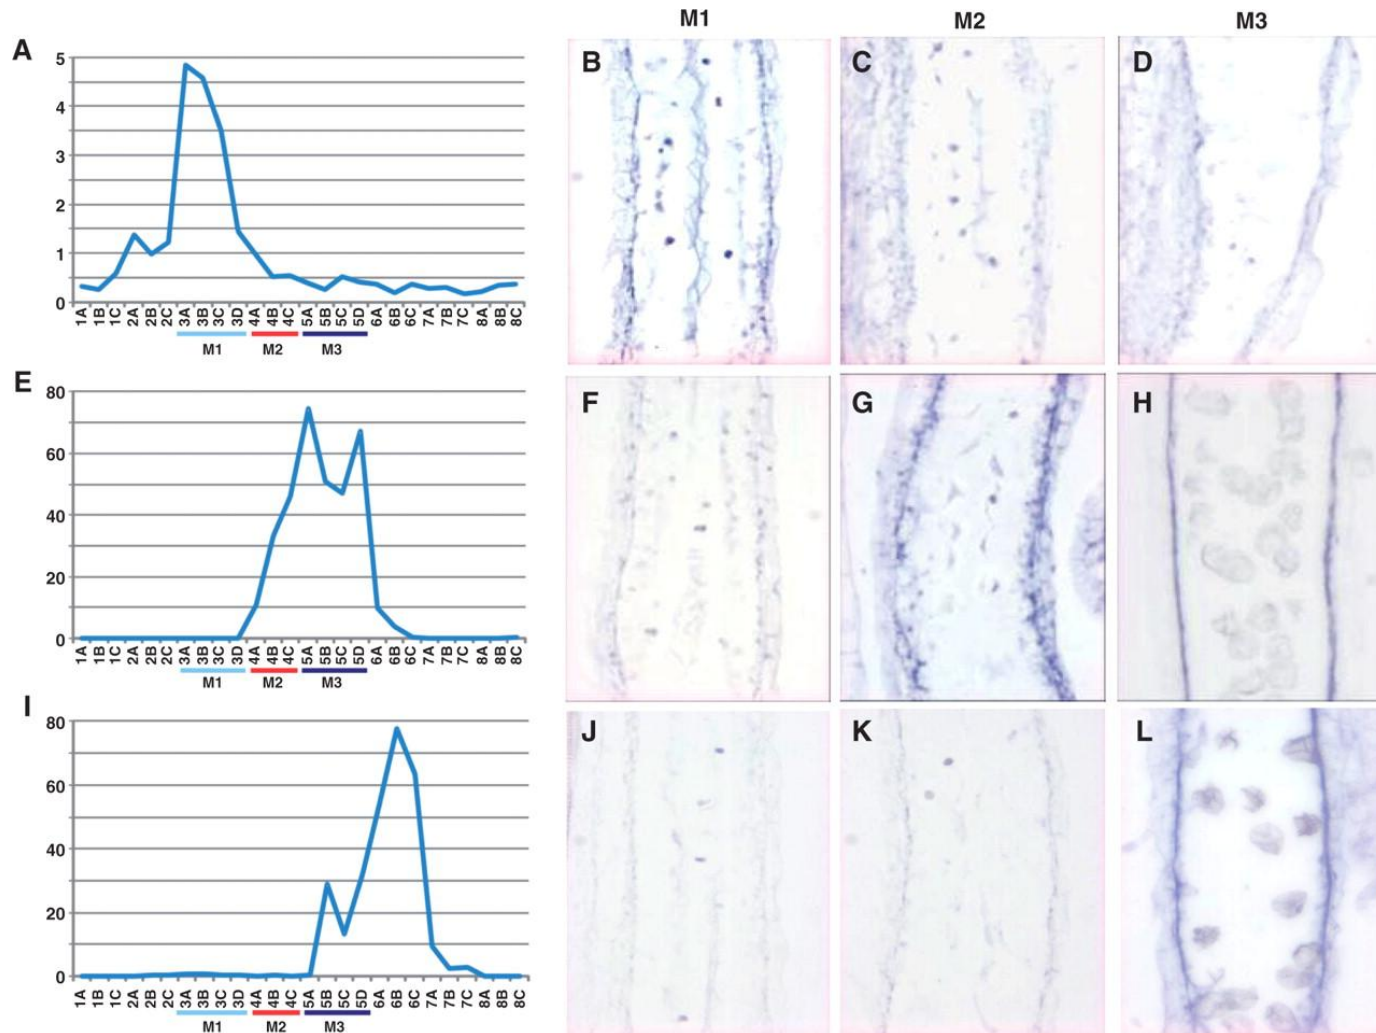 M1 M2 M3
A
5
4
3
2
1
0
1A 1B 1C 2A 2B 2C 3A 3B 3C 3D 4A 4B 4C 5A 5B 5C 5D 6A 6B 6C 7A 7B 7C 8A 8B 8C
M1 M2 M3
B C D
E
80
60
40
20
0
1A 1B 1C 2A 2B 2C 3A 3B 3C 3D 4A 4B 4C 5A 5B 5C 5D 6A 6B 6C 7A 7B 7C 8A 8B 8C
M1 M2 M3
F G H
I
80
60
40
20
0
1A 1B 1C 2A 2B 2C 3A 3B 3C 3D 4A 4B 4C 5A 5B 5C 5D 6A 6B 6C 7A 7B 7C 8A 8B 8C
M1 M2 M3
J K L